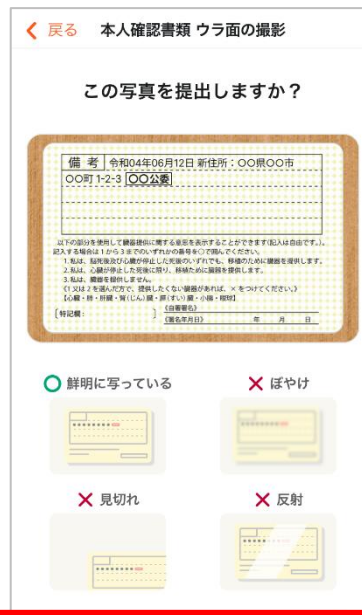 戻る 本人確認書類 ウラ面の撮影
この写真を提出しますか？
備 考 令和04年06月12日 新住所：〇〇県〇〇市
〇〇町 1-2-3 〇〇公委
以下の部分を使用して臓器提供に関する意思を表示することができます(記入は自由です。)。
記入する場合は1から3までのいずれかの番号を〇で囲んでください。
1. 私は、脳死後及び心臓が停止した死後のいずれでも、移植のために臓器を提供します。
2. 私は、心臓が停止した死後に限り、移植のために臓器を提供します。
3. 私は、臓器を提供しません。
《1又は2を選んだ方で、提供したくない臓器があれば、×をつけてください。》
【心臓・肺・肝臓・腎(じん)臓・膵(すい)臓・小腸・眼球】
[特記欄： ] 《自筆署名》
《署名年月日》 年 月 日
鮮明に写っている
ぼやけ
見切れ
反射